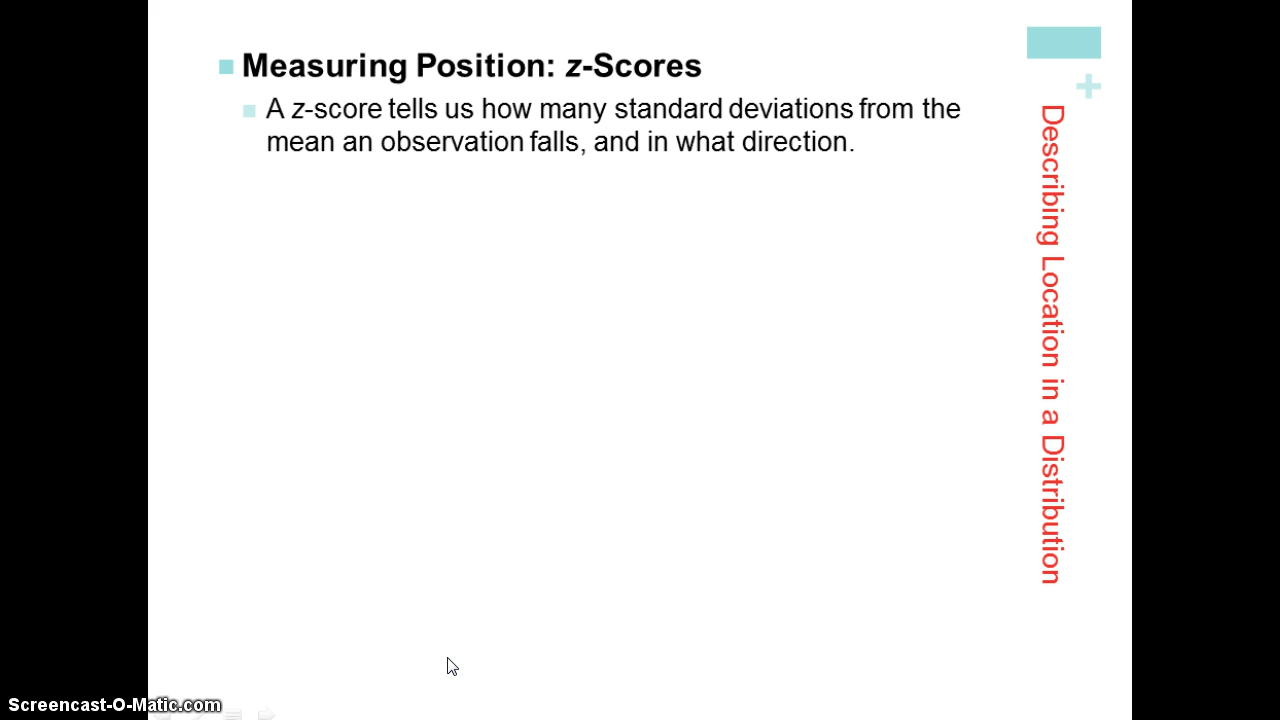 Measuring Position: z-Scores
A z-score tells us how many standard deviations from the
mean an observation falls, and in what direction.
+
Describing Location in a Distribution
Screencast-O-Matic.com